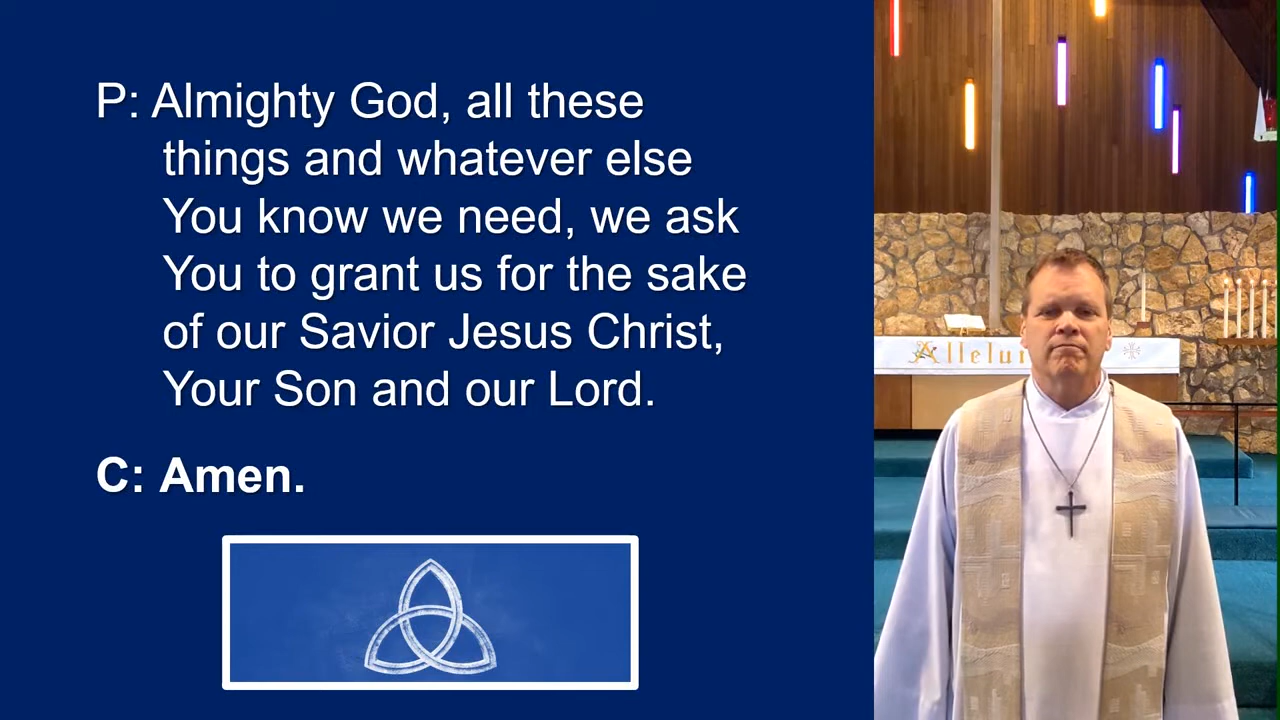 P: Almighty God, all these
things and whatever else
You know we need, we ask
You to grant us for the sake
of our Savior Jesus Christ,
Your Son and our Lord.
C: Amen.
Allelui